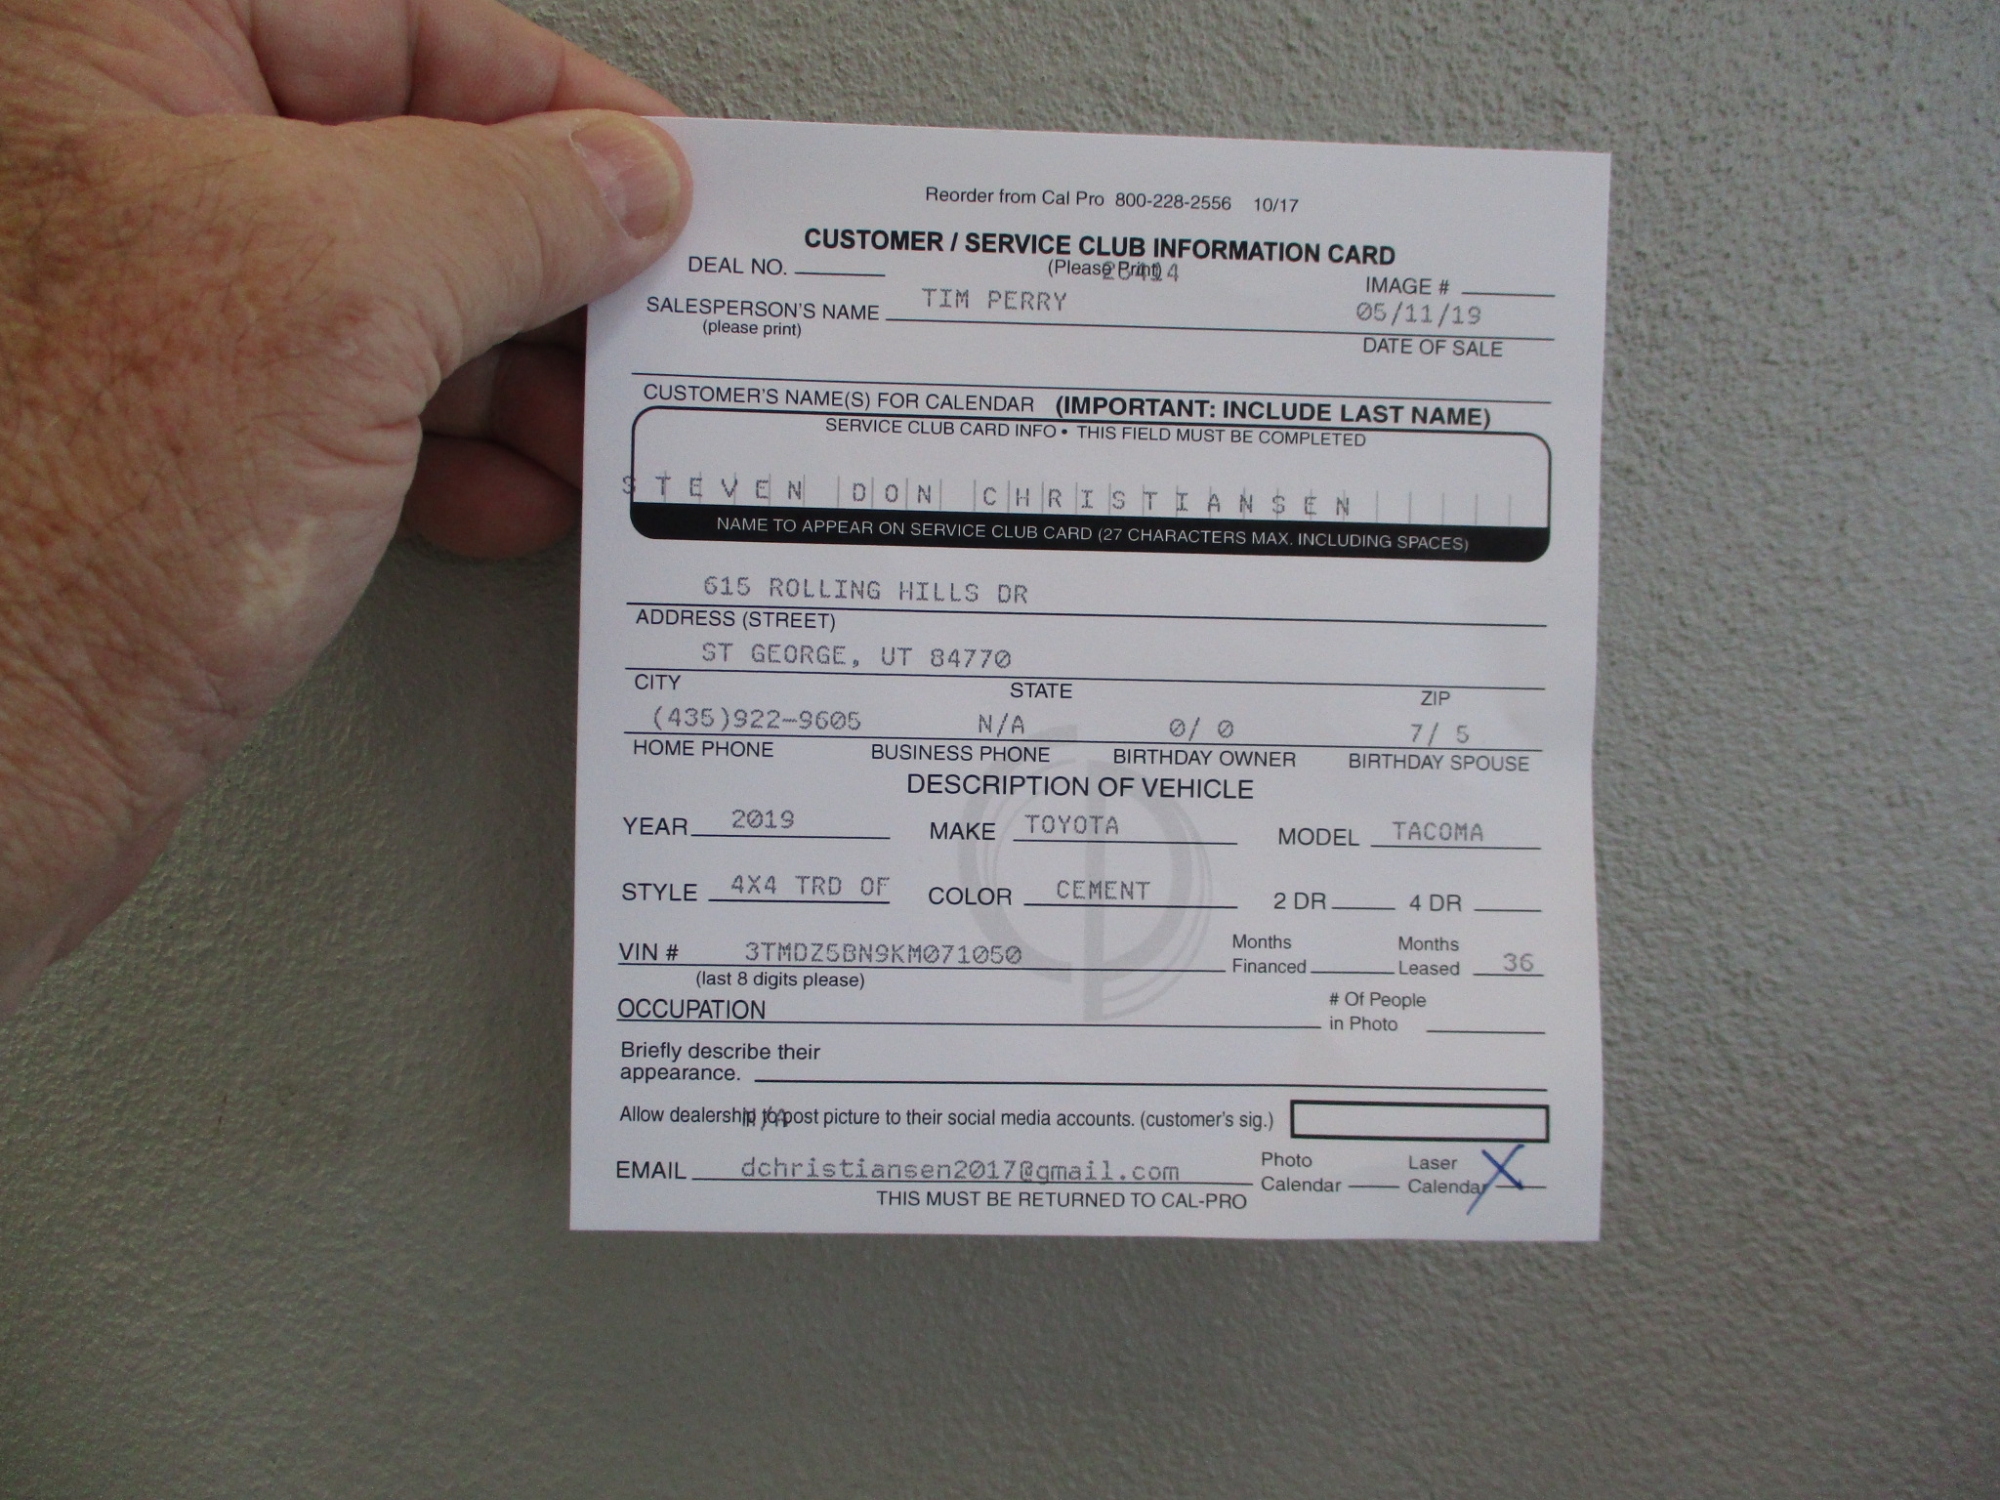 Reorder from Cal Pro 800-228-2556 10/17
CUSTOMER / SERVICE CLUB INFORMATION CARD
DEAL NO. (Please Print) IMAGE #
SALESPERSON'S NAME TIM PERRY 05/11/19
(please print) DATE OF SALE
CUSTOMER'S NAME(S) FOR CALENDAR (IMPORTANT: INCLUDE LAST NAME)
SERVICE CLUB CARD INFO • THIS FIELD MUST BE COMPLETED
STEVEN DON CHRISTIANSEN
NAME TO APPEAR ON SERVICE CLUB CARD (27 CHARACTERS MAX. INCLUDING SPACES)
615 ROLLING HILLS DR
ADDRESS (STREET)
ST GEORGE, UT 84770
CITY STATE ZIP
(435)922-9605 N/A 0/ 0 7/ 5
HOME PHONE BUSINESS PHONE BIRTHDAY OWNER BIRTHDAY SPOUSE
DESCRIPTION OF VEHICLE
YEAR 2019 MAKE TOYOTA MODEL TACOMA
STYLE 4X4 TRD OF COLOR CEMENT 2 DR 4 DR
VIN # 3TMDZ5BN9KM071050 Months Financed Months Leased 36
(last 8 digits please)
OCCUPATION # Of People in Photo
Briefly describe their
appearance.
Allow dealership to post picture to their social media accounts. (customer's sig.)
N/A
EMAIL dchristiansen2017@gmail.com Photo Calendar Laser Calendar X
THIS MUST BE RETURNED TO CAL-PRO